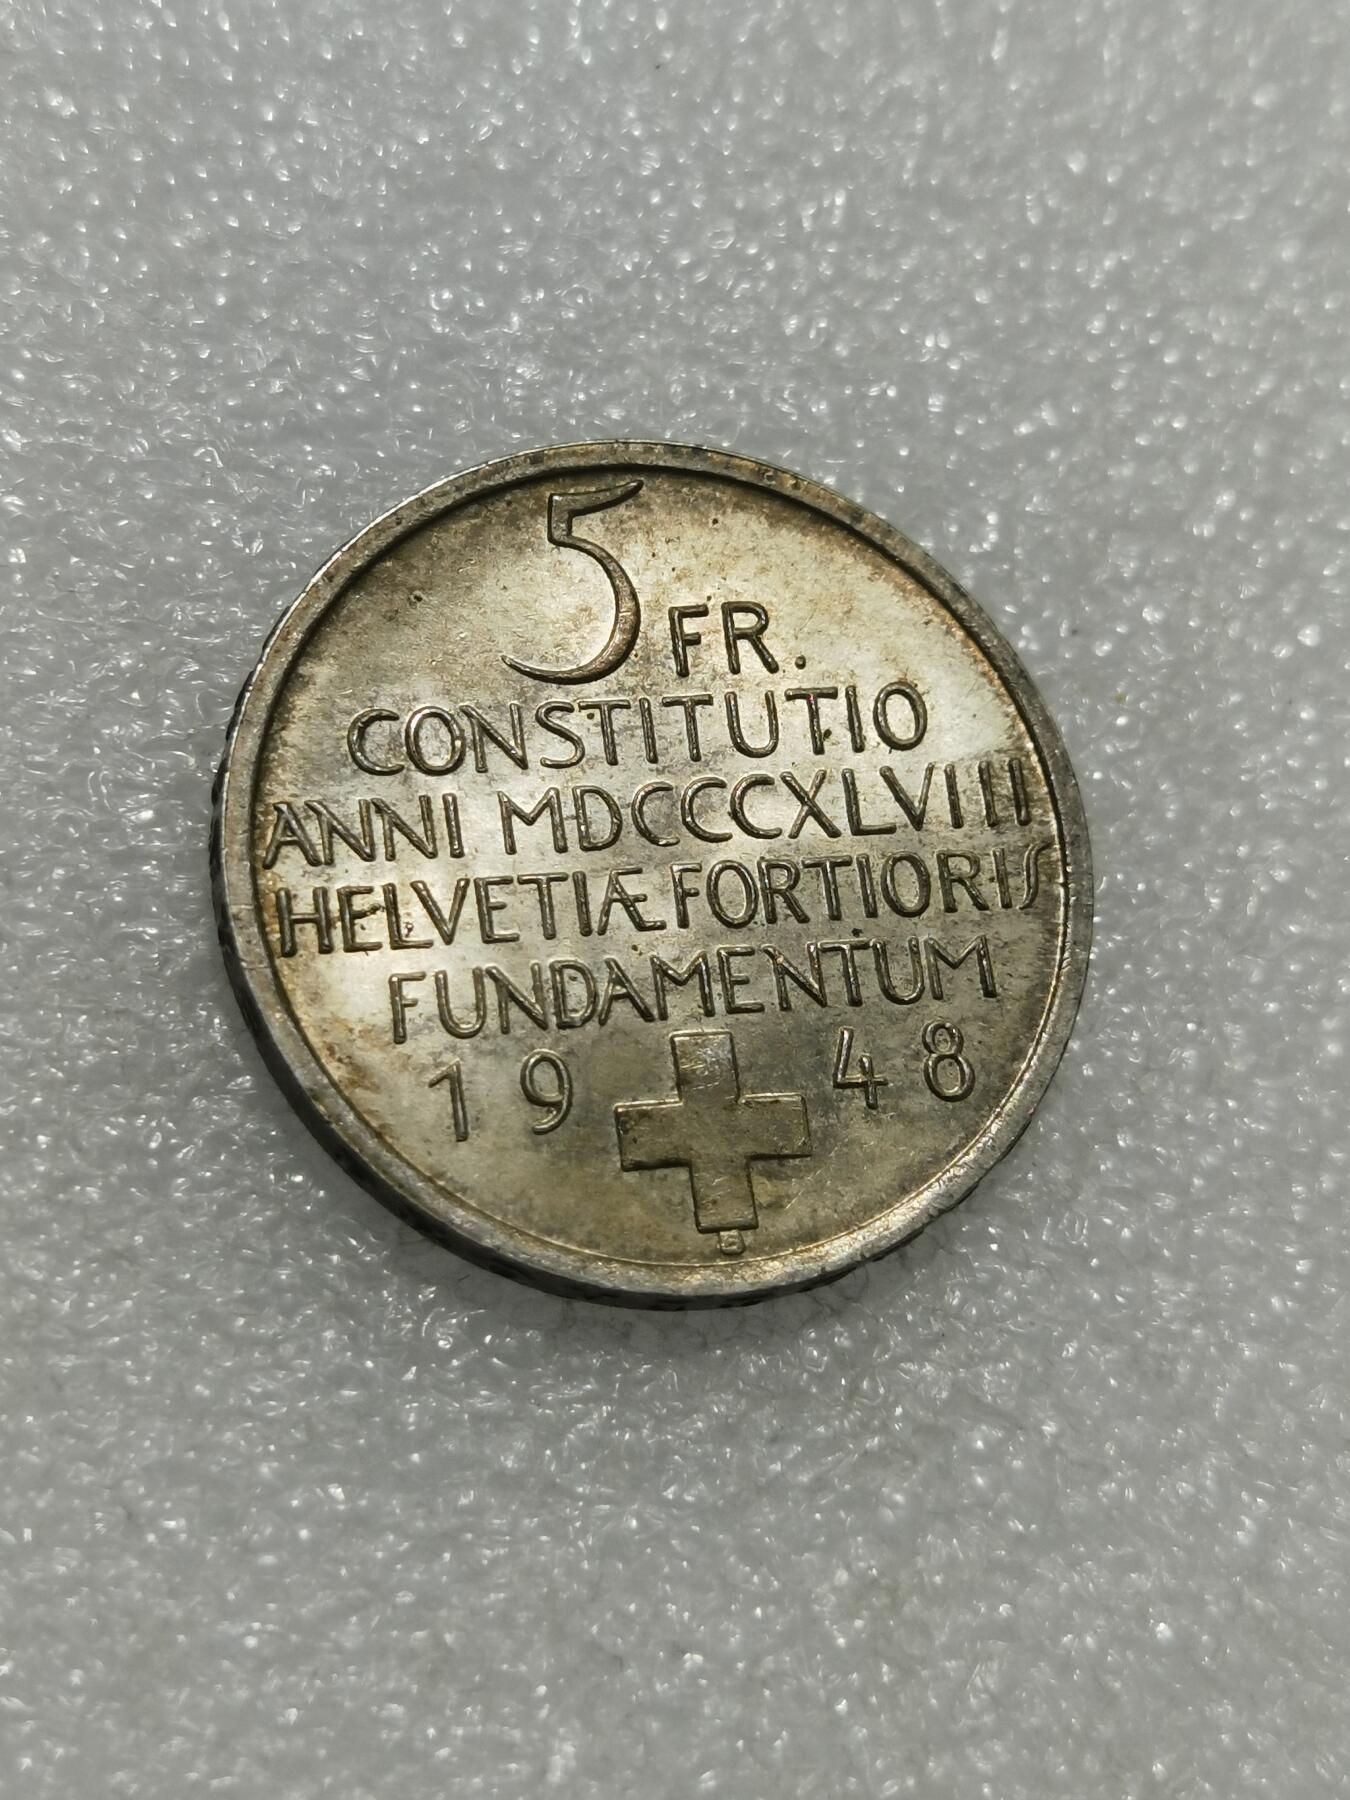 5 FR.
CONSTITUTIO
ANNI MDCCCXLVIII
HELVETIÆ FORTIORIS
FUNDAMENTUM
19 48
B